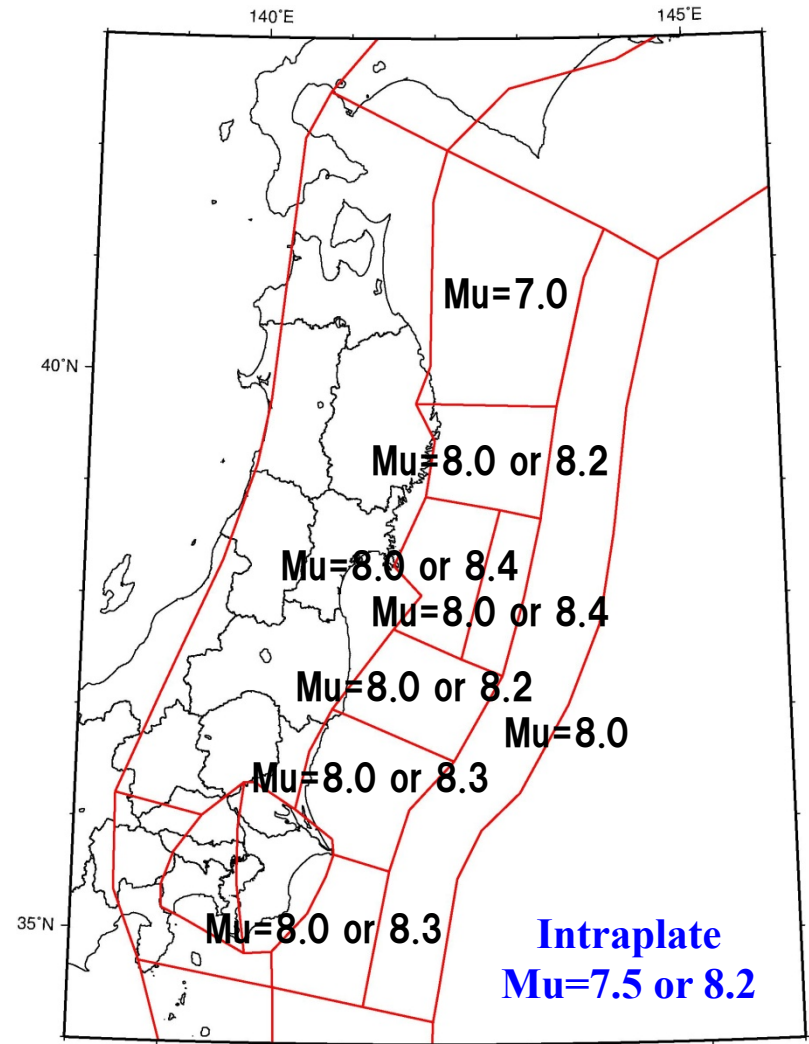 140°E 145°E
Mu=7.0
40°N
Mu=8.0 or 8.2
Mu=8.0 or 8.4
Mu=8.0 or 8.4
Mu=8.0 or 8.2
Mu=8.0
Mu=8.0 or 8.3
35°N
Mu=8.0 or 8.3
Intraplate
Mu=7.5 or 8.2